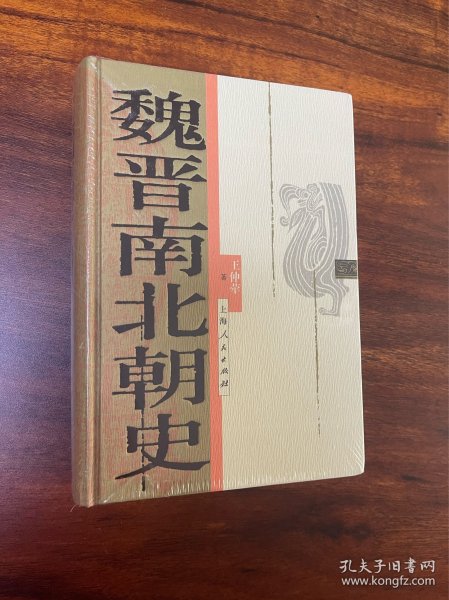 魏晋南北朝史
王仲荦
著
上海人民出版社
孔夫子旧书网
www.kongfz.com